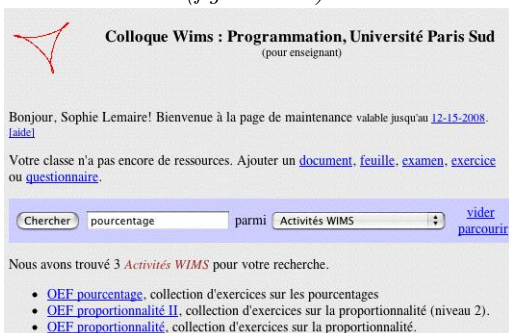 Colloque Wims : Programmation, Université Paris Sud
(pour enseignant)
Bonjour, Sophie Lemaire! Bienvenue à la page de maintenance valable jusqu'au 12-15-2008.
[aide]
Votre classe n'a pas encore de ressources. Ajouter un document, feuille, examen, exercice
ou questionnaire.
Chercher pourcentage parmi Activités WIMS vider
parcourir
Nous avons trouvé 3 Activités WIMS pour votre recherche.
• OEF pourcentage, collection d'exercices sur les pourcentages
• OEF proportionnalité II, collection d'exercices sur la proportionnalité (niveau 2).
• OEF proportionnalité, collection d'exercices sur la proportionnalité.